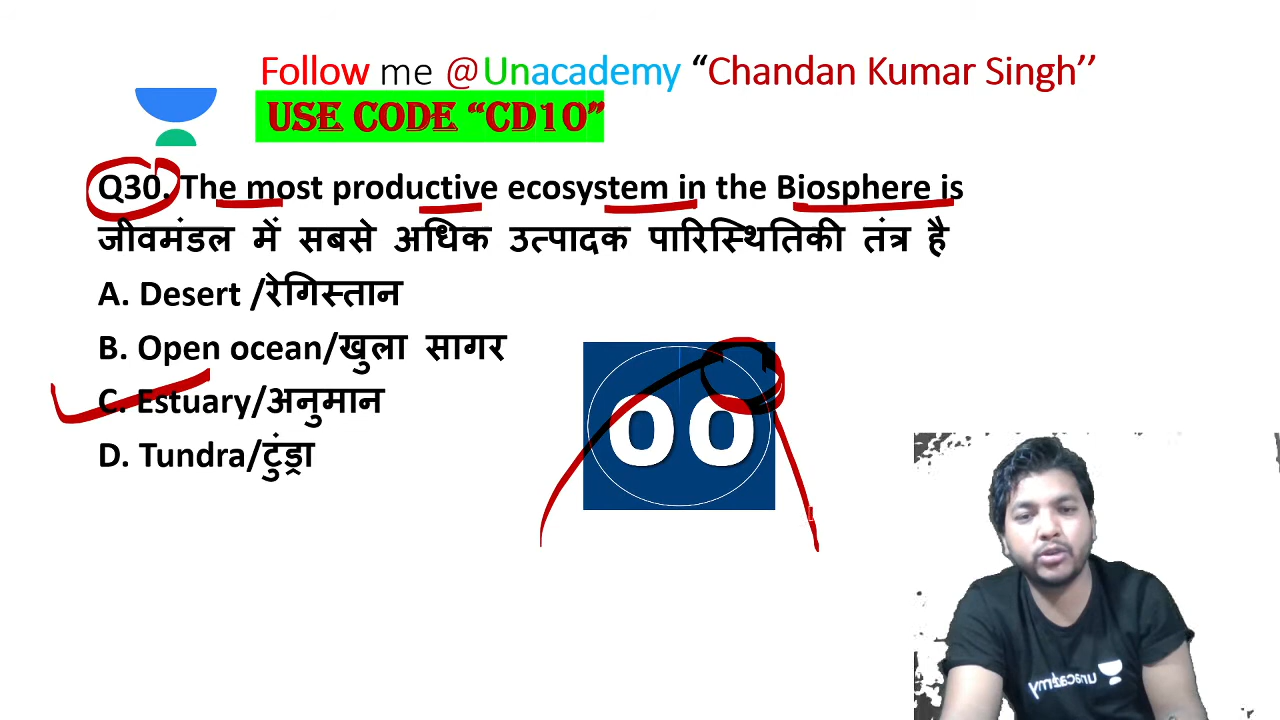 Follow me @Unacademy “Chandan Kumar Singh’’
USE CODE “CD10”
Q30. The most productive ecosystem in the Biosphere is
जीवमंडल में सबसे अधिक उत्पादक पारिस्थितिकी तंत्र है
A. Desert /रेगिस्तान
B. Open ocean/खुला सागर
C. Estuary/अनुमान
D. Tundra/टुंड्रा
00
unacademy